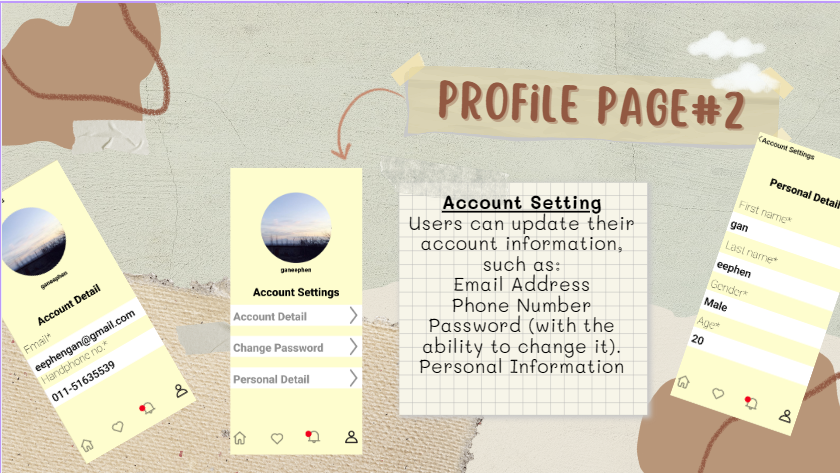 PROFiLE PAGE#2
ganeephen
Account Detail
Email*
eephengan@gmail.com
Handphone no.*
011-51635539
ganeephen
Account Settings
Account Detail
Change Password
Personal Detail
Account Setting
Users can update their
account information,
such as:
Email Address
Phone Number
Password (with the
ability to change it).
Personal Information
Account Settings
Personal Detail
First name*
gan
Last name*
eephen
Gender*
Male
Age*
20